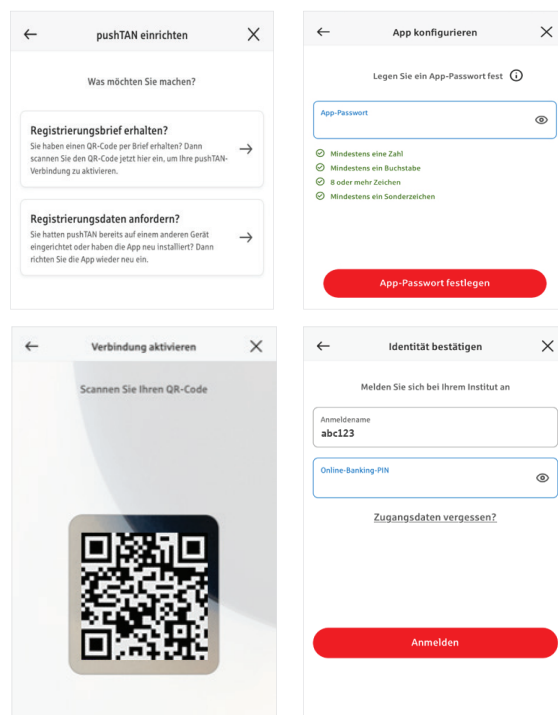 pushTAN einrichten
Was möchten Sie machen?
Registrierungsbrief erhalten?
Sie haben einen QR-Code per Brief erhalten? Dann
scannen Sie den QR-Code jetzt hier ein, um Ihre pushTAN-
Verbindung zu aktivieren.
Registrierungsdaten anfordern?
Sie hatten pushTAN bereits auf einem anderen Gerät
eingerichtet oder haben die App neu installiert? Dann
richten Sie die App wieder neu ein.
App konfigurieren
Legen Sie ein App-Passwort fest
App-Passwort
Mindestens eine Zahl
Mindestens ein Buchstabe
8 oder mehr Zeichen
Mindestens ein Sonderzeichen
App-Passwort festlegen
Verbindung aktivieren
Scannen Sie Ihren QR-Code
Identität bestätigen
Melden Sie sich bei Ihrem Institut an
Anmeldename
abc123
Online-Banking-PIN
Zugangsdaten vergessen?
Anmelden